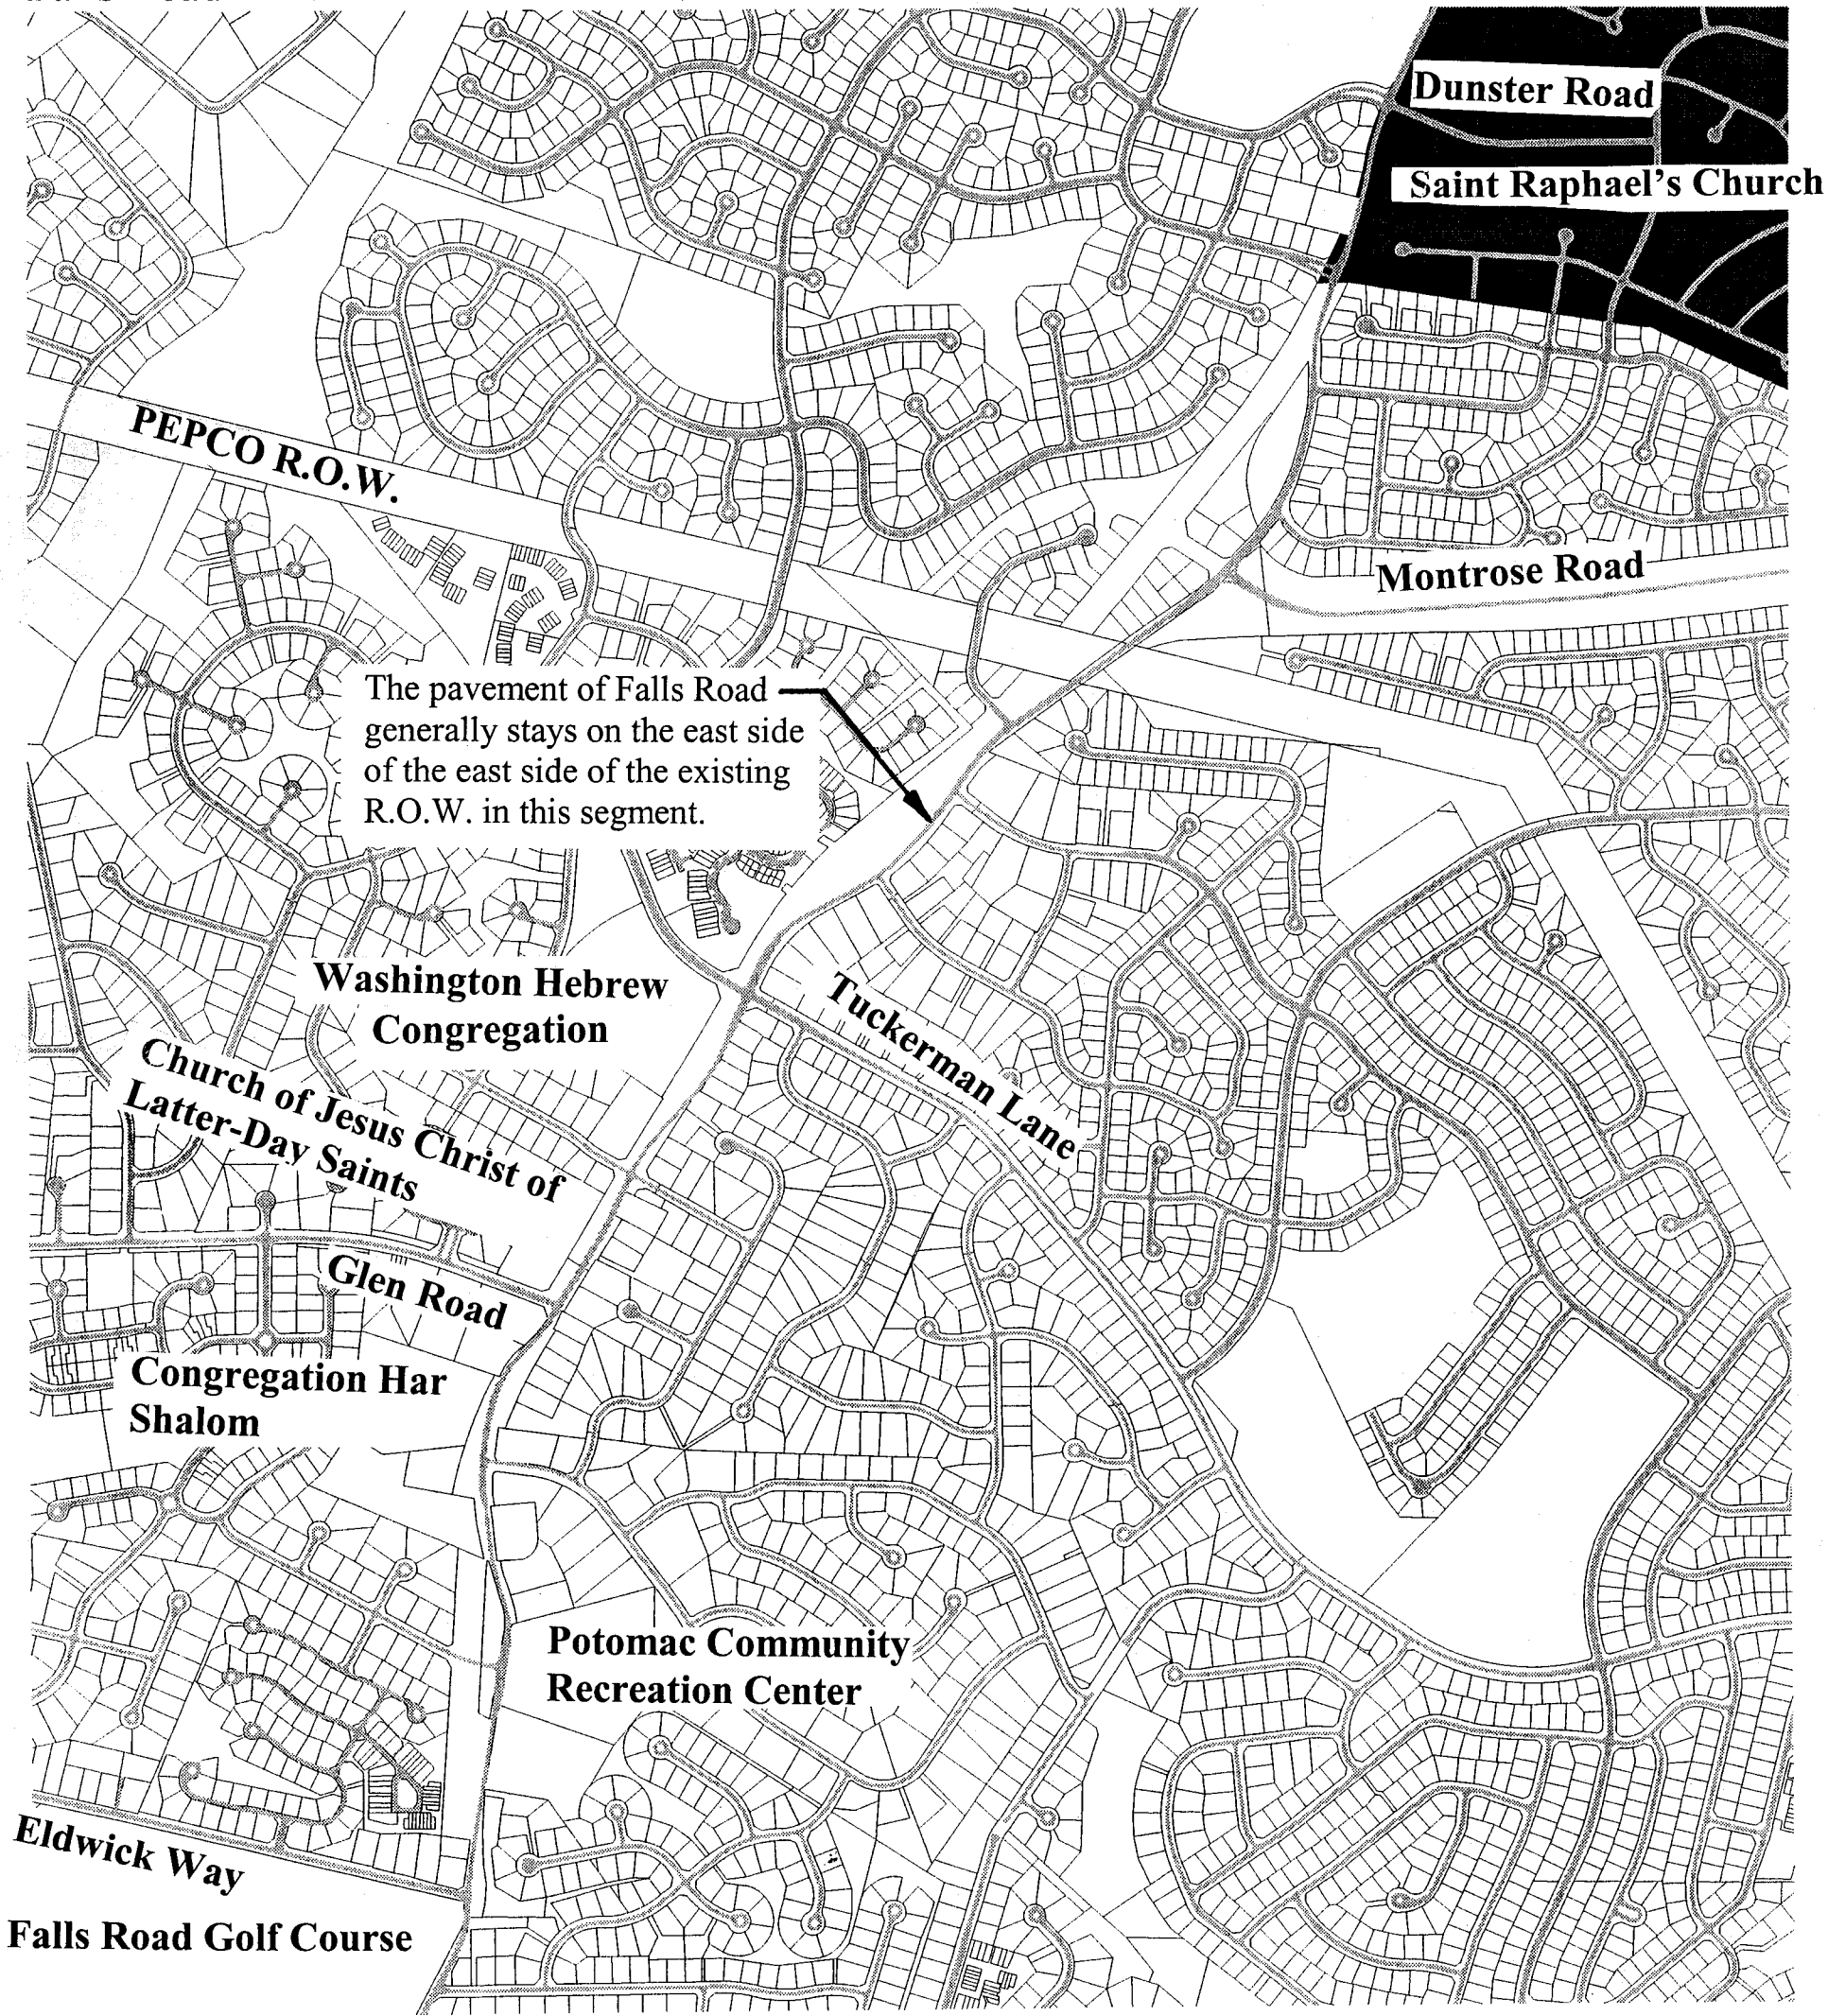 Dunster Road
Saint Raphael's Church
PEPCO R.O.W.
Montrose Road
The pavement of Falls Road
generally stays on the east side
of the east side of the existing
R.O.W. in this segment.
Washington Hebrew
Congregation
Tuckerman Lane
Church of Jesus Christ of
Latter-Day Saints
Glen Road
Congregation Har
Shalom
Potomac Community
Recreation Center
Eldwick Way
Falls Road Golf Course